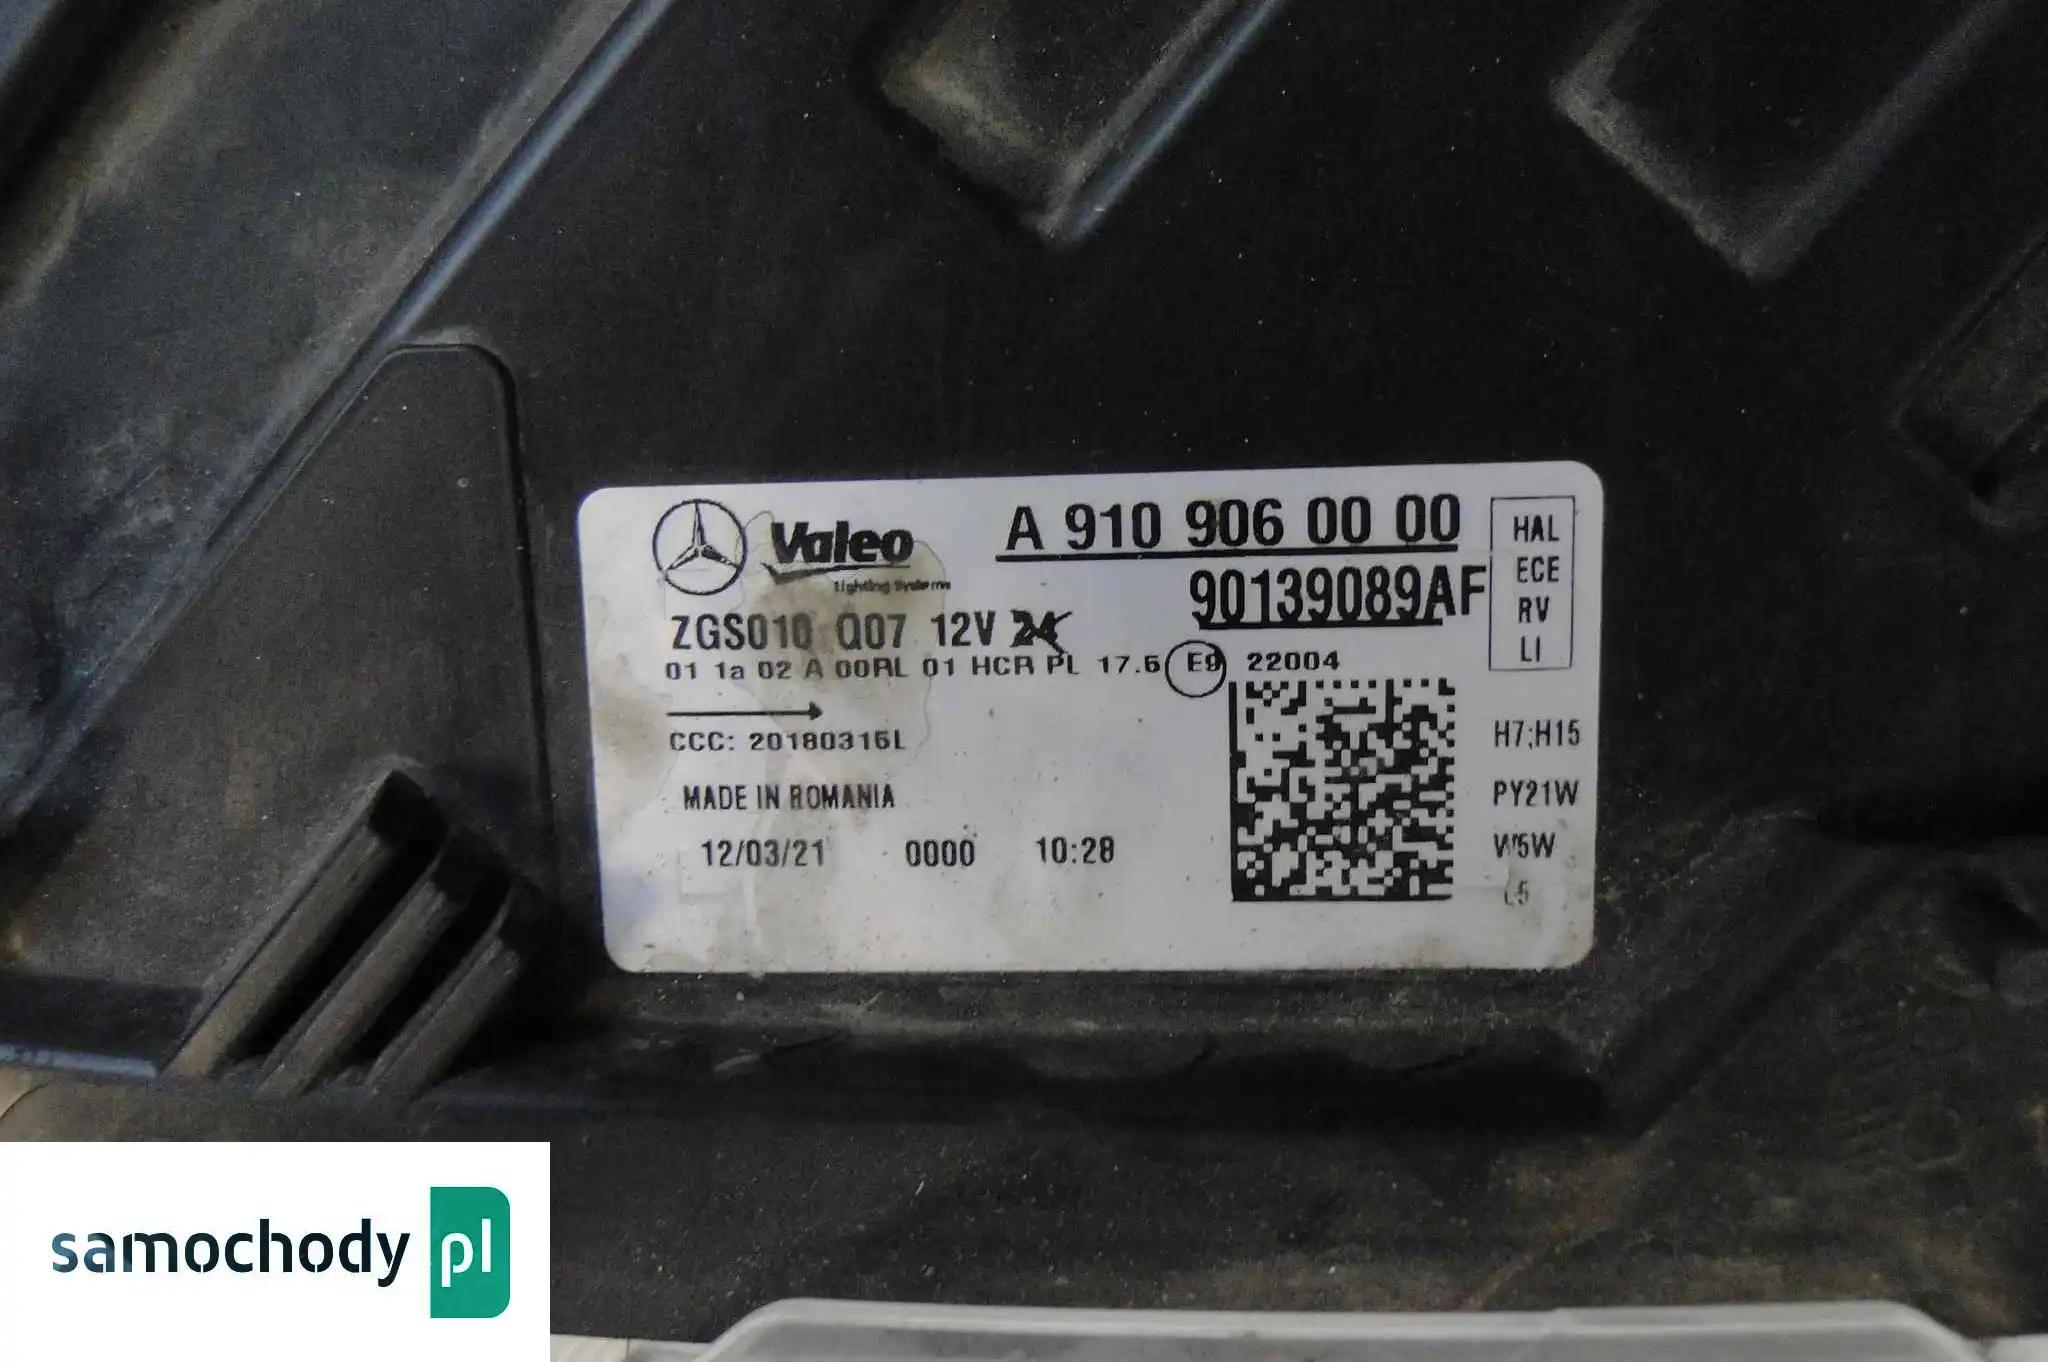 Valeo
Lighting Systems
A 910 906 00 00
90139089AF
ZGS010 Q07 12V 24
01 1a 02 A 00RL 01 HCR PL 17.5 E9 22004
CCC: 20180315L
MADE IN ROMANIA
12/03/21 0000 10:28
HAL
ECE
RV
LI
H7;H15
PY21W
W5W
L5
samochody pl